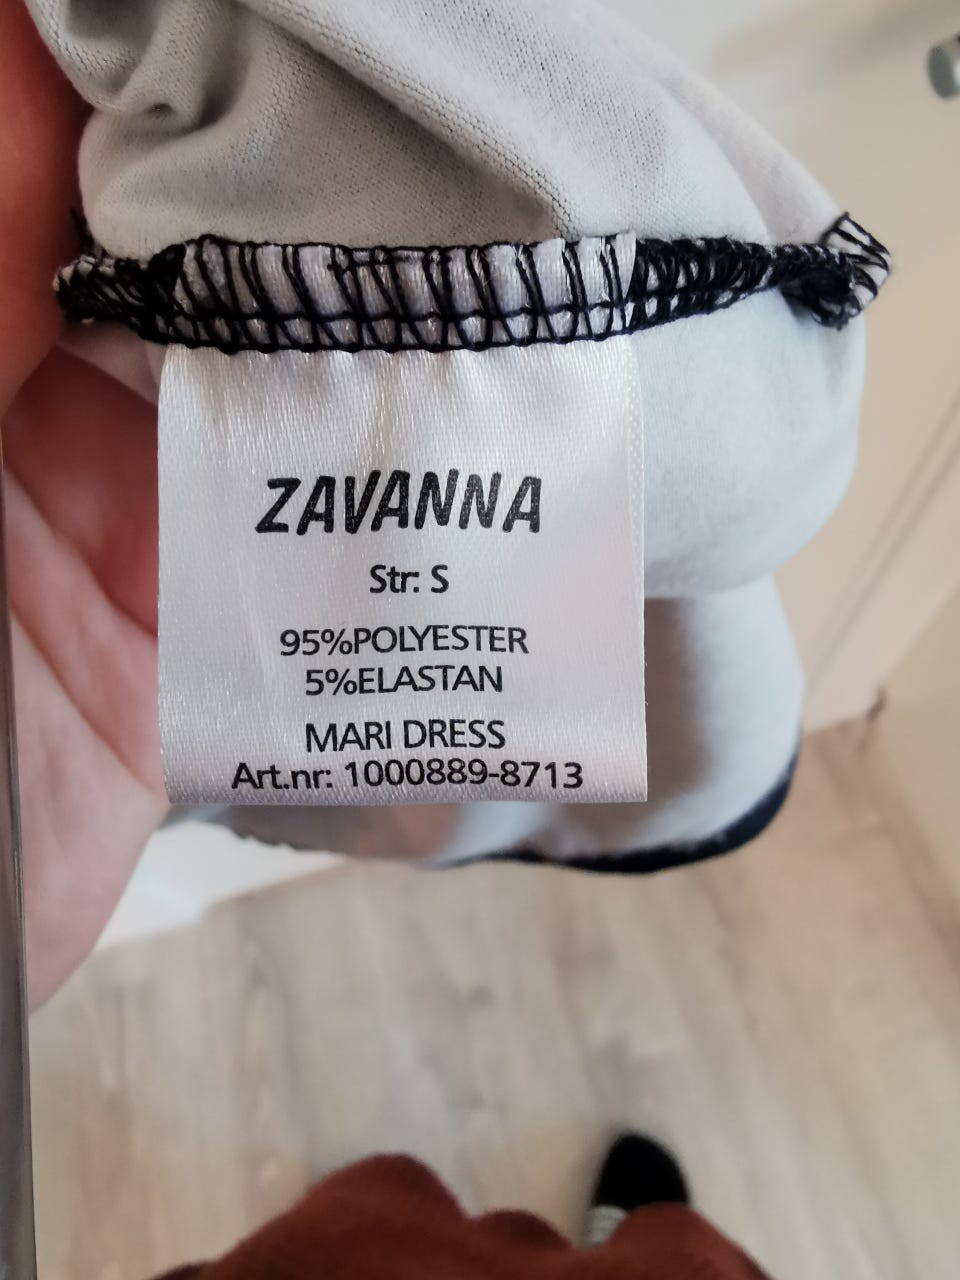 ZAVANNA
Str: S
95%POLYESTER
5%ELASTAN
MARI DRESS
Art.nr: 1000889-8713